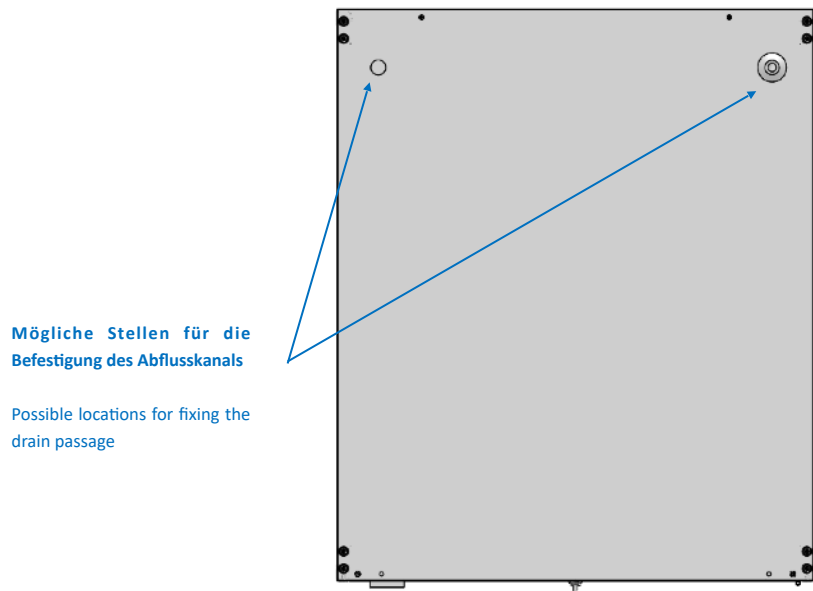 Mögliche Stellen für die
Befestigung des Abflusskanals
Possible locations for fixing the
drain passage